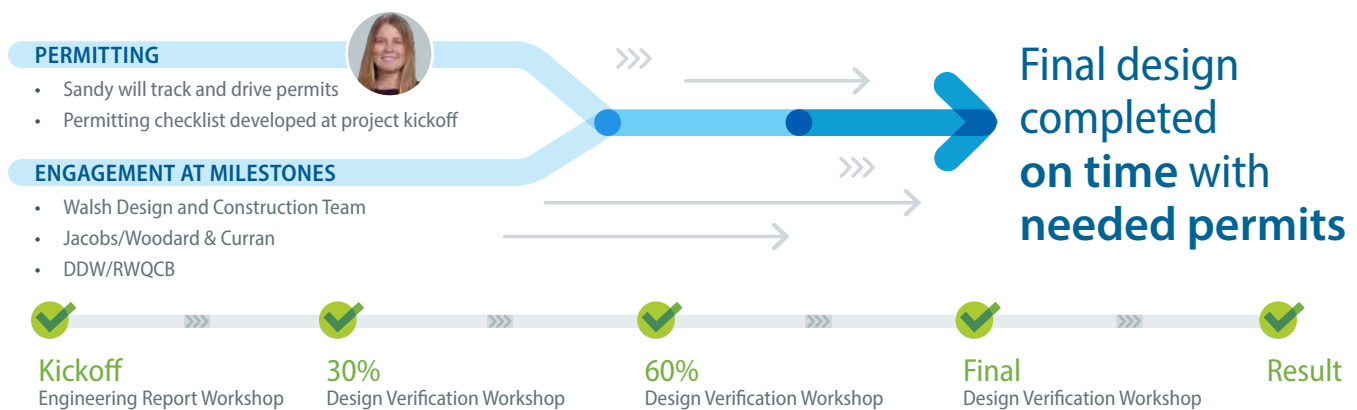 PERMITTING
• Sandy will track and drive permits
• Permitting checklist developed at project kickoff
ENGAGEMENT AT MILESTONES
• Walsh Design and Construction Team
• Jacobs/Woodard & Curran
• DDW/RWQCB
Final design
completed
on time with
needed permits
Kickoff
Engineering Report Workshop
30%
Design Verification Workshop
60%
Design Verification Workshop
Final
Design Verification Workshop
Result